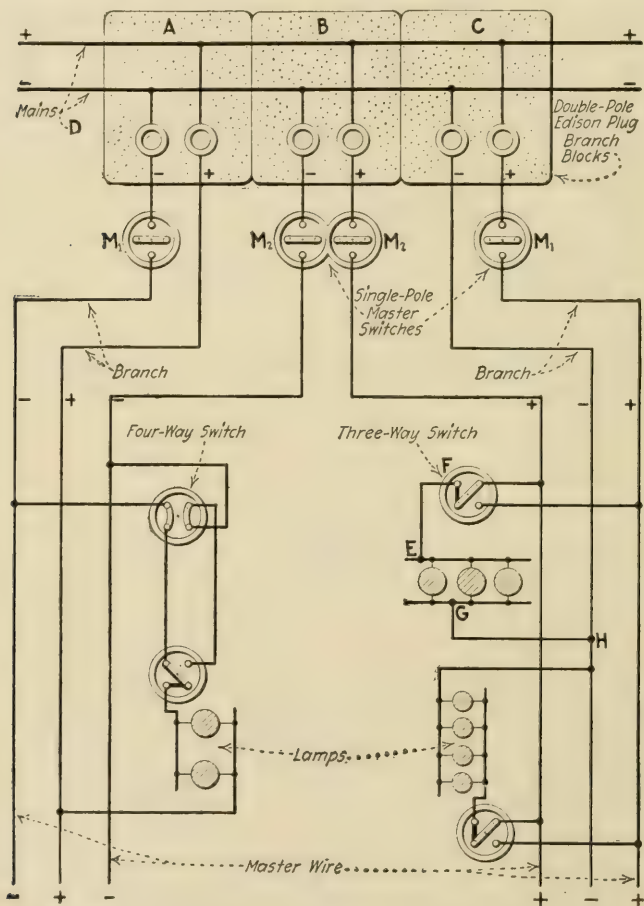 A B C
+ +
- -
Mains
D
Double-Pole
Edison Plug
Branch
Blocks
- + - + - +
M₁ M₂ M₂ M₁
Single-Pole
Master
Switches
Branch Branch
- + - + - +
Four-Way Switch Three-Way Switch
F
E
G
H
Lamps
Master Wire
- + - + - +